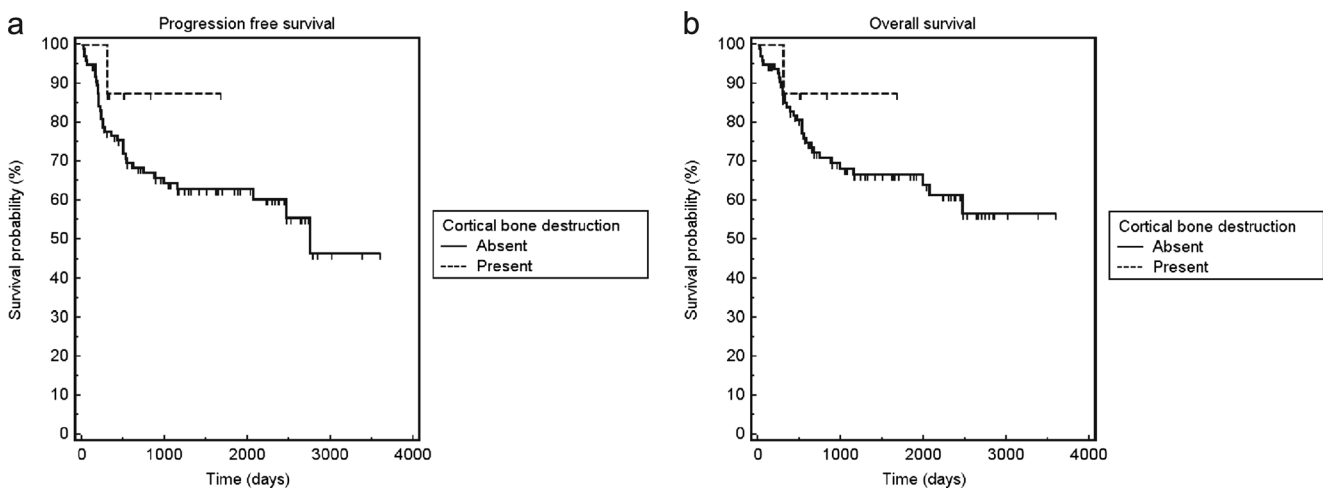 a
Progression free survival
100
90
80
70
60
50
40
30
20
10
0
Survival probability (%)
0 1000 2000 3000 4000
Time (days)
Cortical bone destruction
Absent
Present
b
Overall survival
100
90
80
70
60
50
40
30
20
10
0
Survival probability (%)
0 1000 2000 3000 4000
Time (days)
Cortical bone destruction
Absent
Present